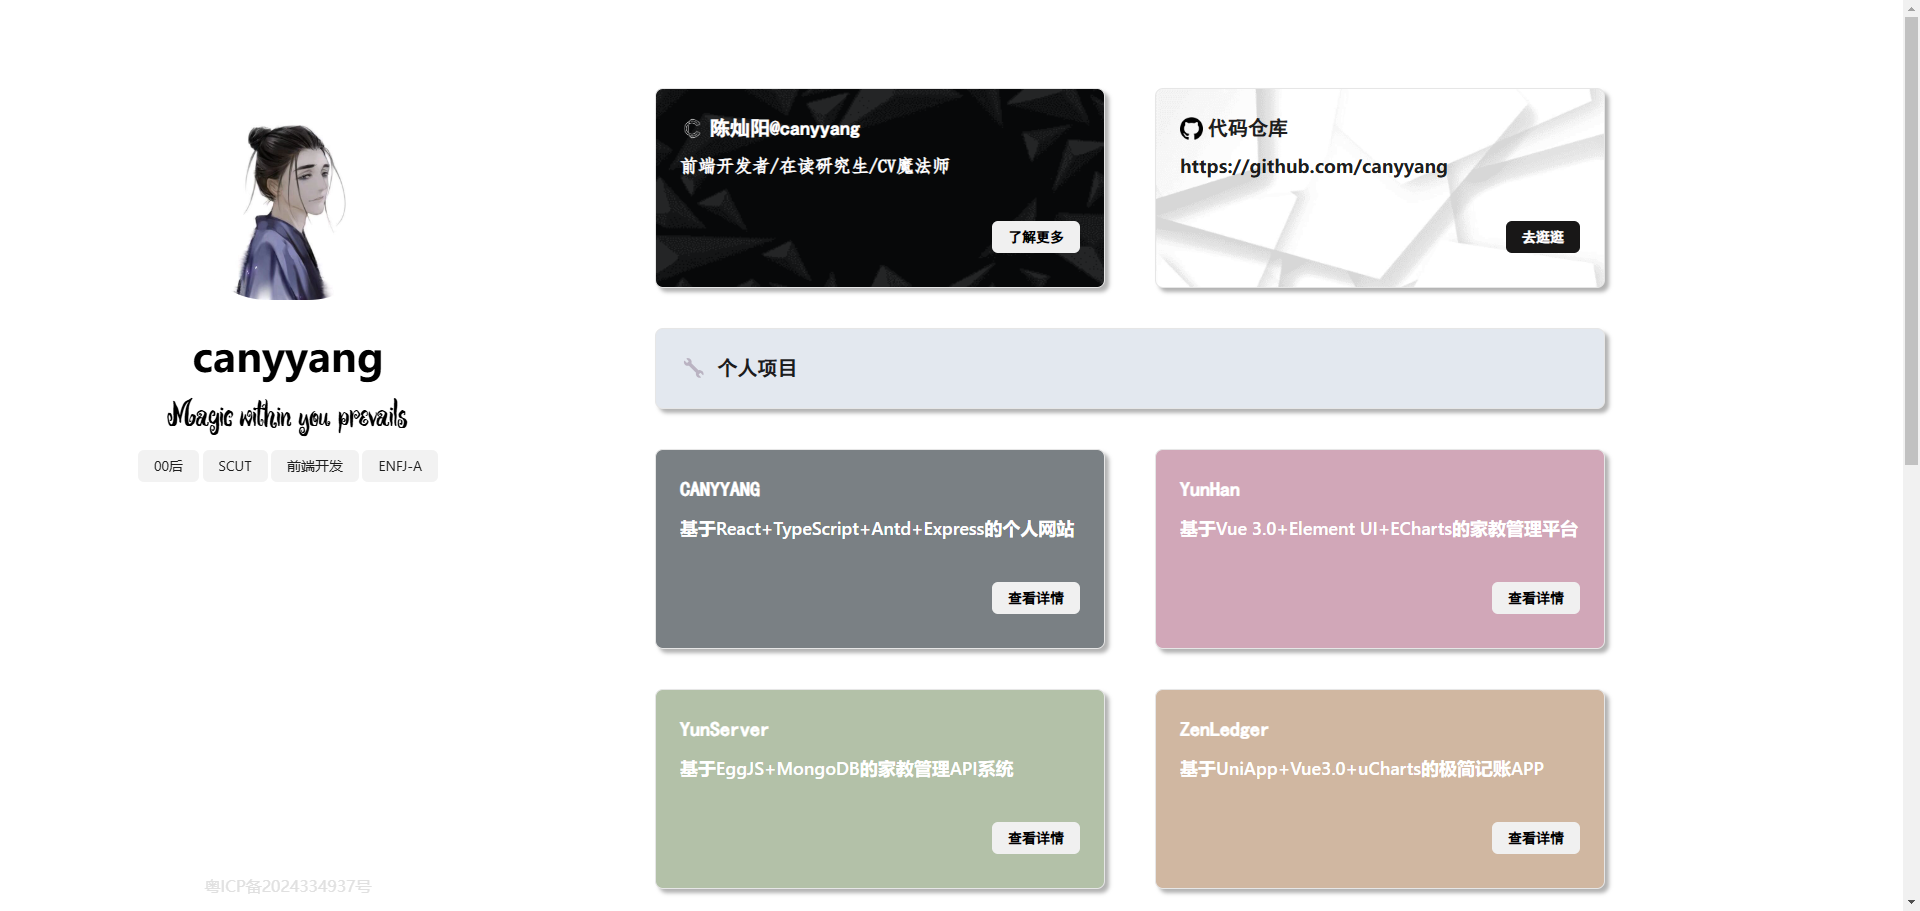 canyyang
Magic within you prevails
00后 SCUT 前端开发 ENFJ-A
粤ICP备2024334937号
陈灿阳@canyyang
前端开发者/在读研究生/CV魔法师
了解更多
代码仓库
https://github.com/canyyang
去逛逛
个人项目
CANYYANG
基于React+TypeScript+Antd+Express的个人网站
查看详情
YunHan
基于Vue 3.0+Element UI+ECharts的家教管理平台
查看详情
YunServer
基于EggJS+MongoDB的家教管理API系统
查看详情
ZenLedger
基于UniApp+Vue3.0+uCharts的极简记账APP
查看详情